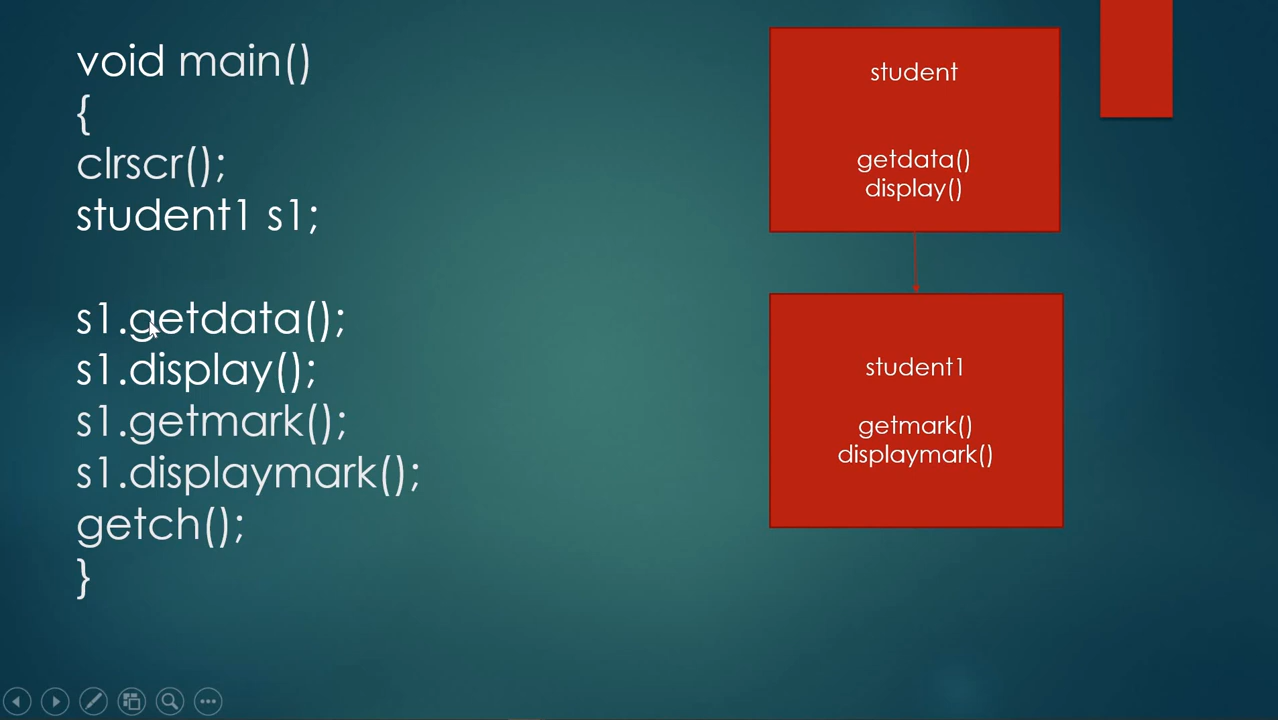 void main()
{
clrscr();
student1 s1;
s1.getdata();
s1.display();
s1.getmark();
s1.displaymark();
getch();
}
student
getdata()
display()
student1
getmark()
displaymark()